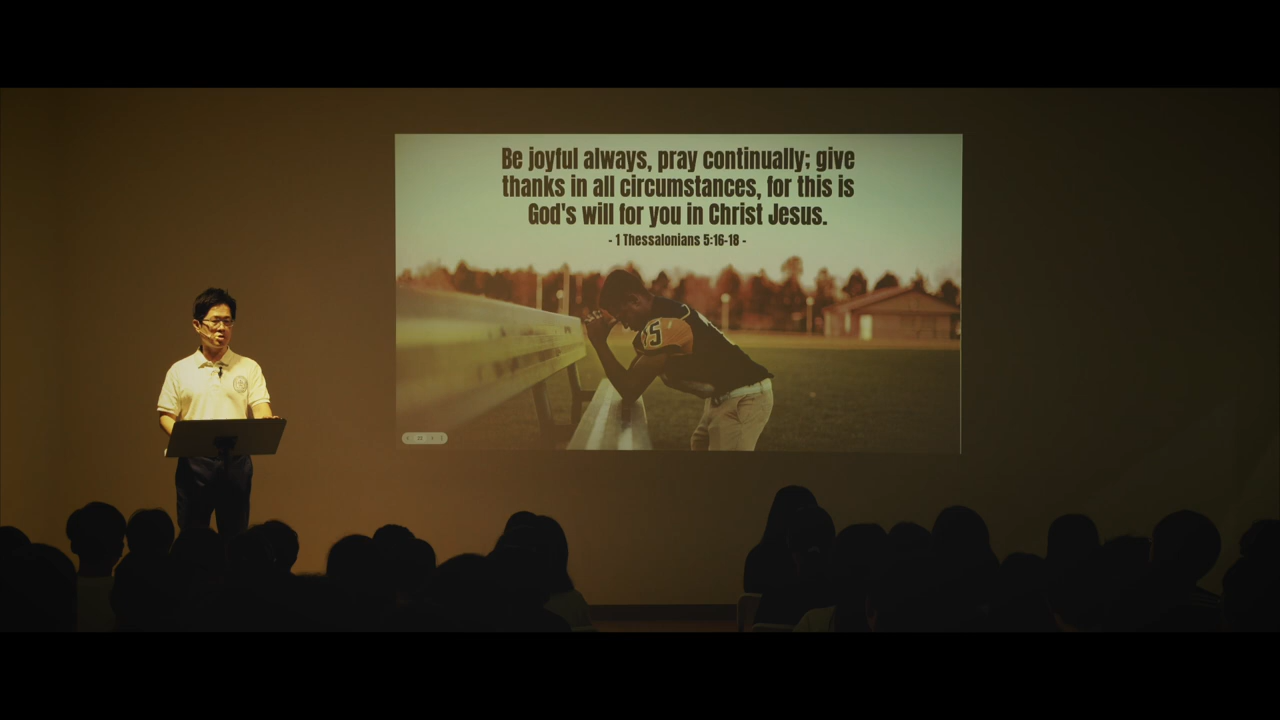 Be joyful always, pray continually; give
thanks in all circumstances, for this is
God's will for you in Christ Jesus.
- 1 Thessalonians 5:16-18 -